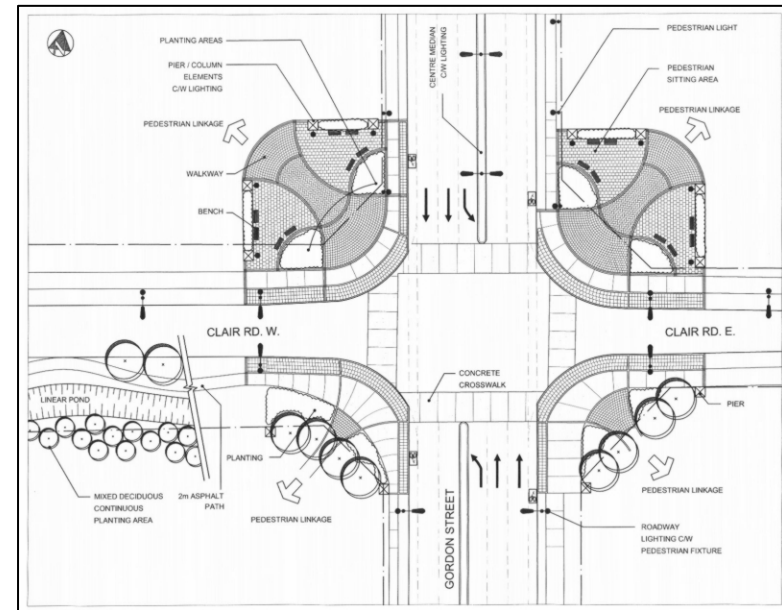 PLANTING AREAS
PIER / COLUMN
ELEMENTS
C/W LIGHTING
PEDESTRIAN LINKAGE
WALKWAY
BENCH
CENTRE MEDIAN
C/W LIGHTING
PEDESTRIAN LIGHT
PEDESTRIAN
SITTING AREA
PEDESTRIAN LINKAGE
CLAIR RD. W.
CLAIR RD. E.
CONCRETE
CROSSWALK
LINEAR POND
PIER
PLANTING
MIXED DECIDUOUS
CONTINUOUS
PLANTING AREA
2m ASPHALT
PATH
PEDESTRIAN LINKAGE
GORDON STREET
PEDESTRIAN LINKAGE
ROADWAY
LIGHTING C/W
PEDESTRIAN FIXTURE